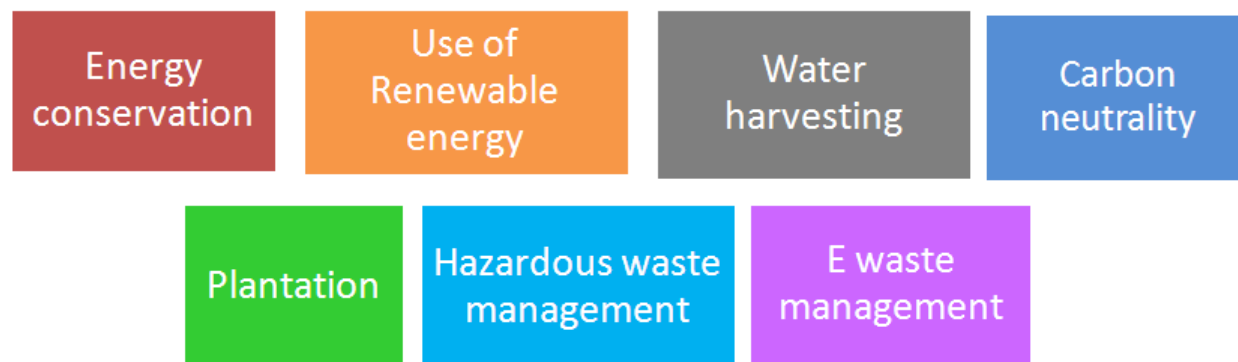 Energy
conservation
Use of
Renewable
energy
Water
harvesting
Carbon
neutrality
Plantation
Hazardous waste
management
E waste
management